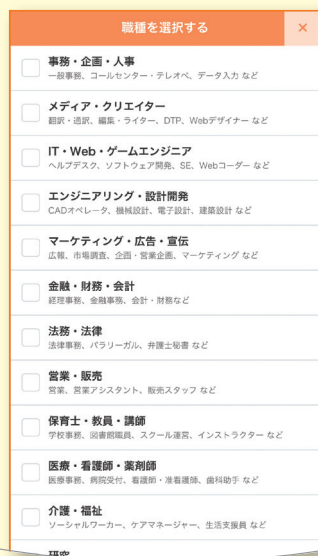 職種を選択する ×
事務・企画・人事
一般事務、コールセンター・テレオペ、データ入力 など
メディア・クリエイター
翻訳・通訳、編集・ライター、DTP、Webデザイナー など
IT・Web・ゲームエンジニア
ヘルプデスク、ソフトウェア開発、SE、Webコーダー など
エンジニアリング・設計開発
CADオペレータ、機械設計、電子設計、建築設計 など
マーケティング・広告・宣伝
広報、市場調査、企画・営業企画、マーケティング など
金融・財務・会計
経理事務、金融事務、会計・財務など
法務・法律
法律事務、パラリーガル、弁護士秘書 など
営業・販売
営業、営業アシスタント、販売スタッフ など
保育士・教員・講師
学校事務、図書館職員、スクール運営、インストラクター など
医療・看護師・薬剤師
医療事務、病院受付、看護師・准看護師、歯科助手 など
介護・福祉
ソーシャルワーカー、ケアマネージャー、生活支援員 など
研究